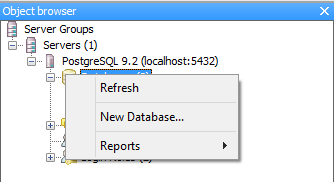 Object browser
Server Groups
Servers (1)
PostgreSQL 9.2 (localhost:5432)
Refresh
New Database...
Reports